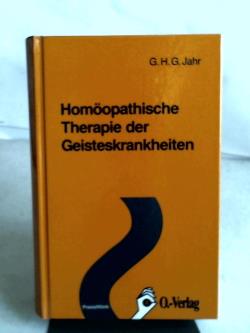 G. H. G. Jahr
Homöopathische
Therapie der
Geisteskrankheiten
O.-Verlag